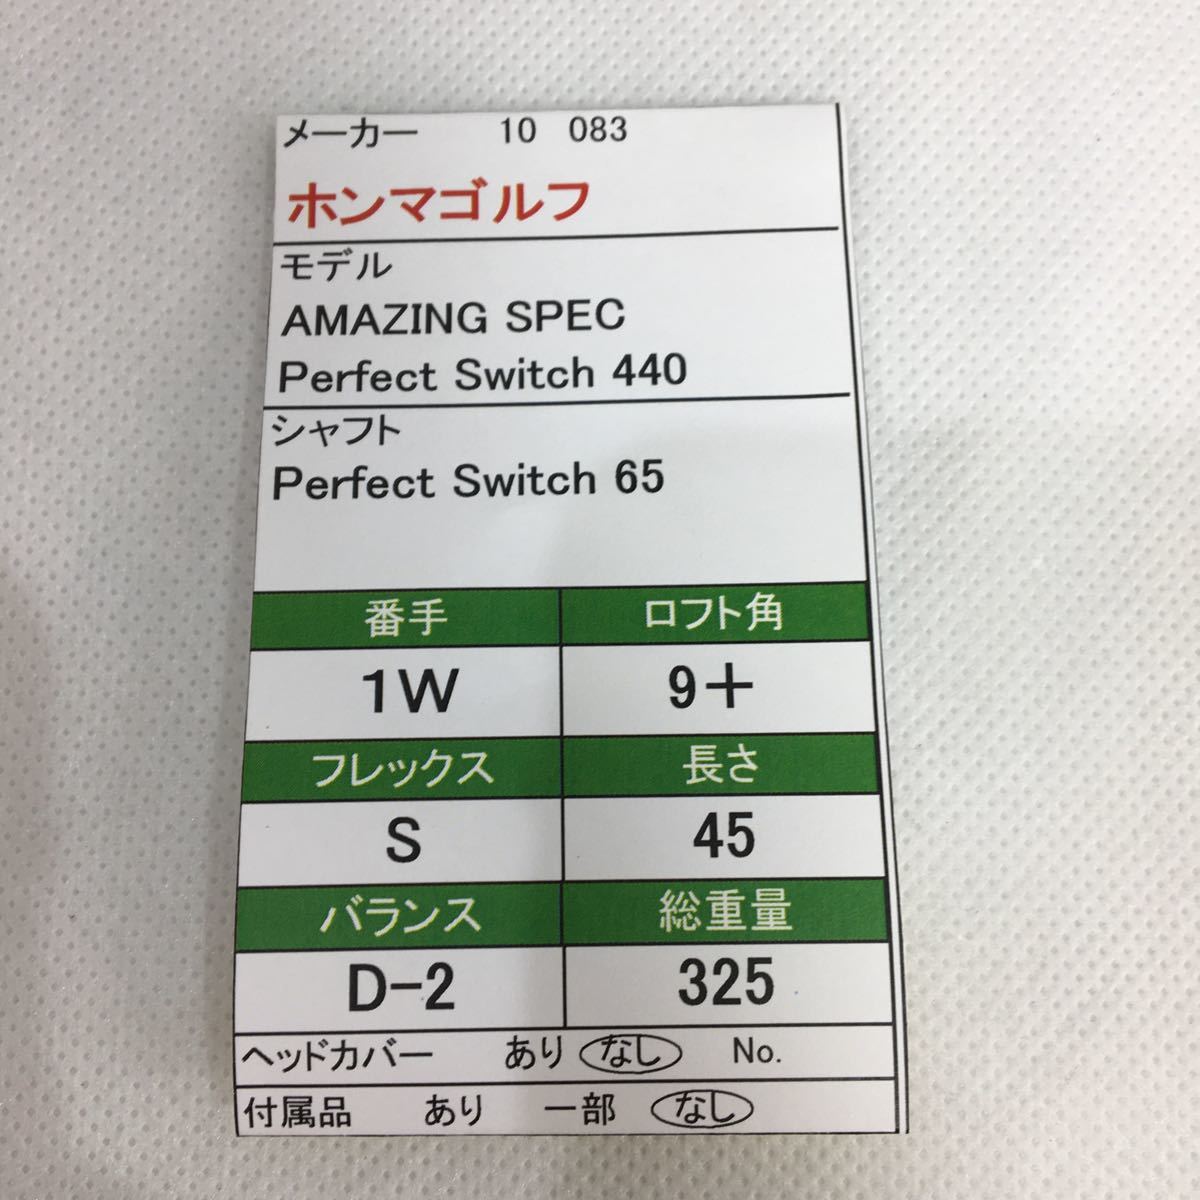 メーカー 10 083
ホンマゴルフ
モデル
AMAZING SPEC
Perfect Switch 440
シャフト
Perfect Switch 65
番手 ロフト角
1W 9+
フレックス 長さ
S 45
バランス 総重量
D-2 325
ヘッドカバー あり なし No.
付属品 あり 一部 なし